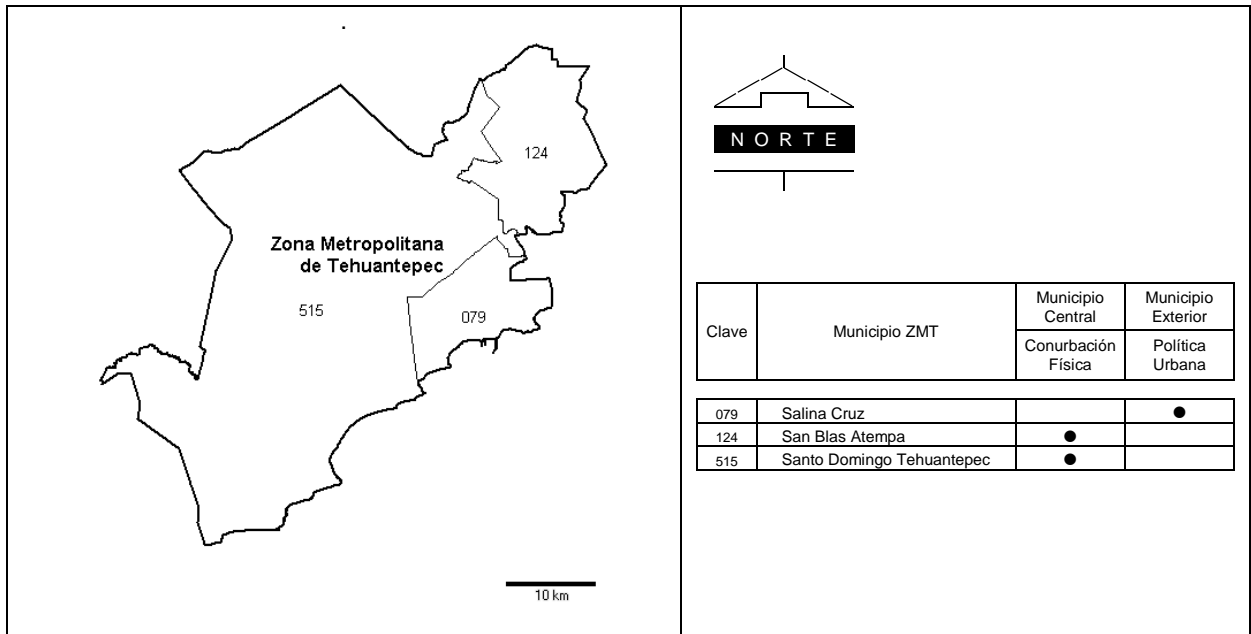 124
Zona Metropolitana
de Tehuantepec
515
079
10 km
NORTE
Clave
Municipio ZMT
Municipio
Central
Municipio
Exterior
Conurbación
Física
Política
Urbana
079 Salina Cruz ●
124 San Blas Atempa ●
515 Santo Domingo Tehuantepec ●